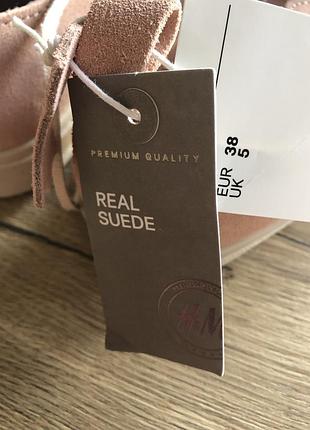 PREMIUM QUALITY
REAL
SUEDE
H&M
EUR 38
UK 5